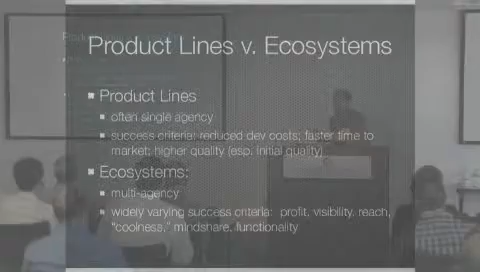 Product Lines v. Ecosystems
Product Lines
often single agency
success criteria: reduced dev costs; faster time to
market; higher quality (esp. initial quality)
Ecosystems:
multi-agency
widely varying success criteria: profit, visibility, reach,
"coolness," mindshare, functionality